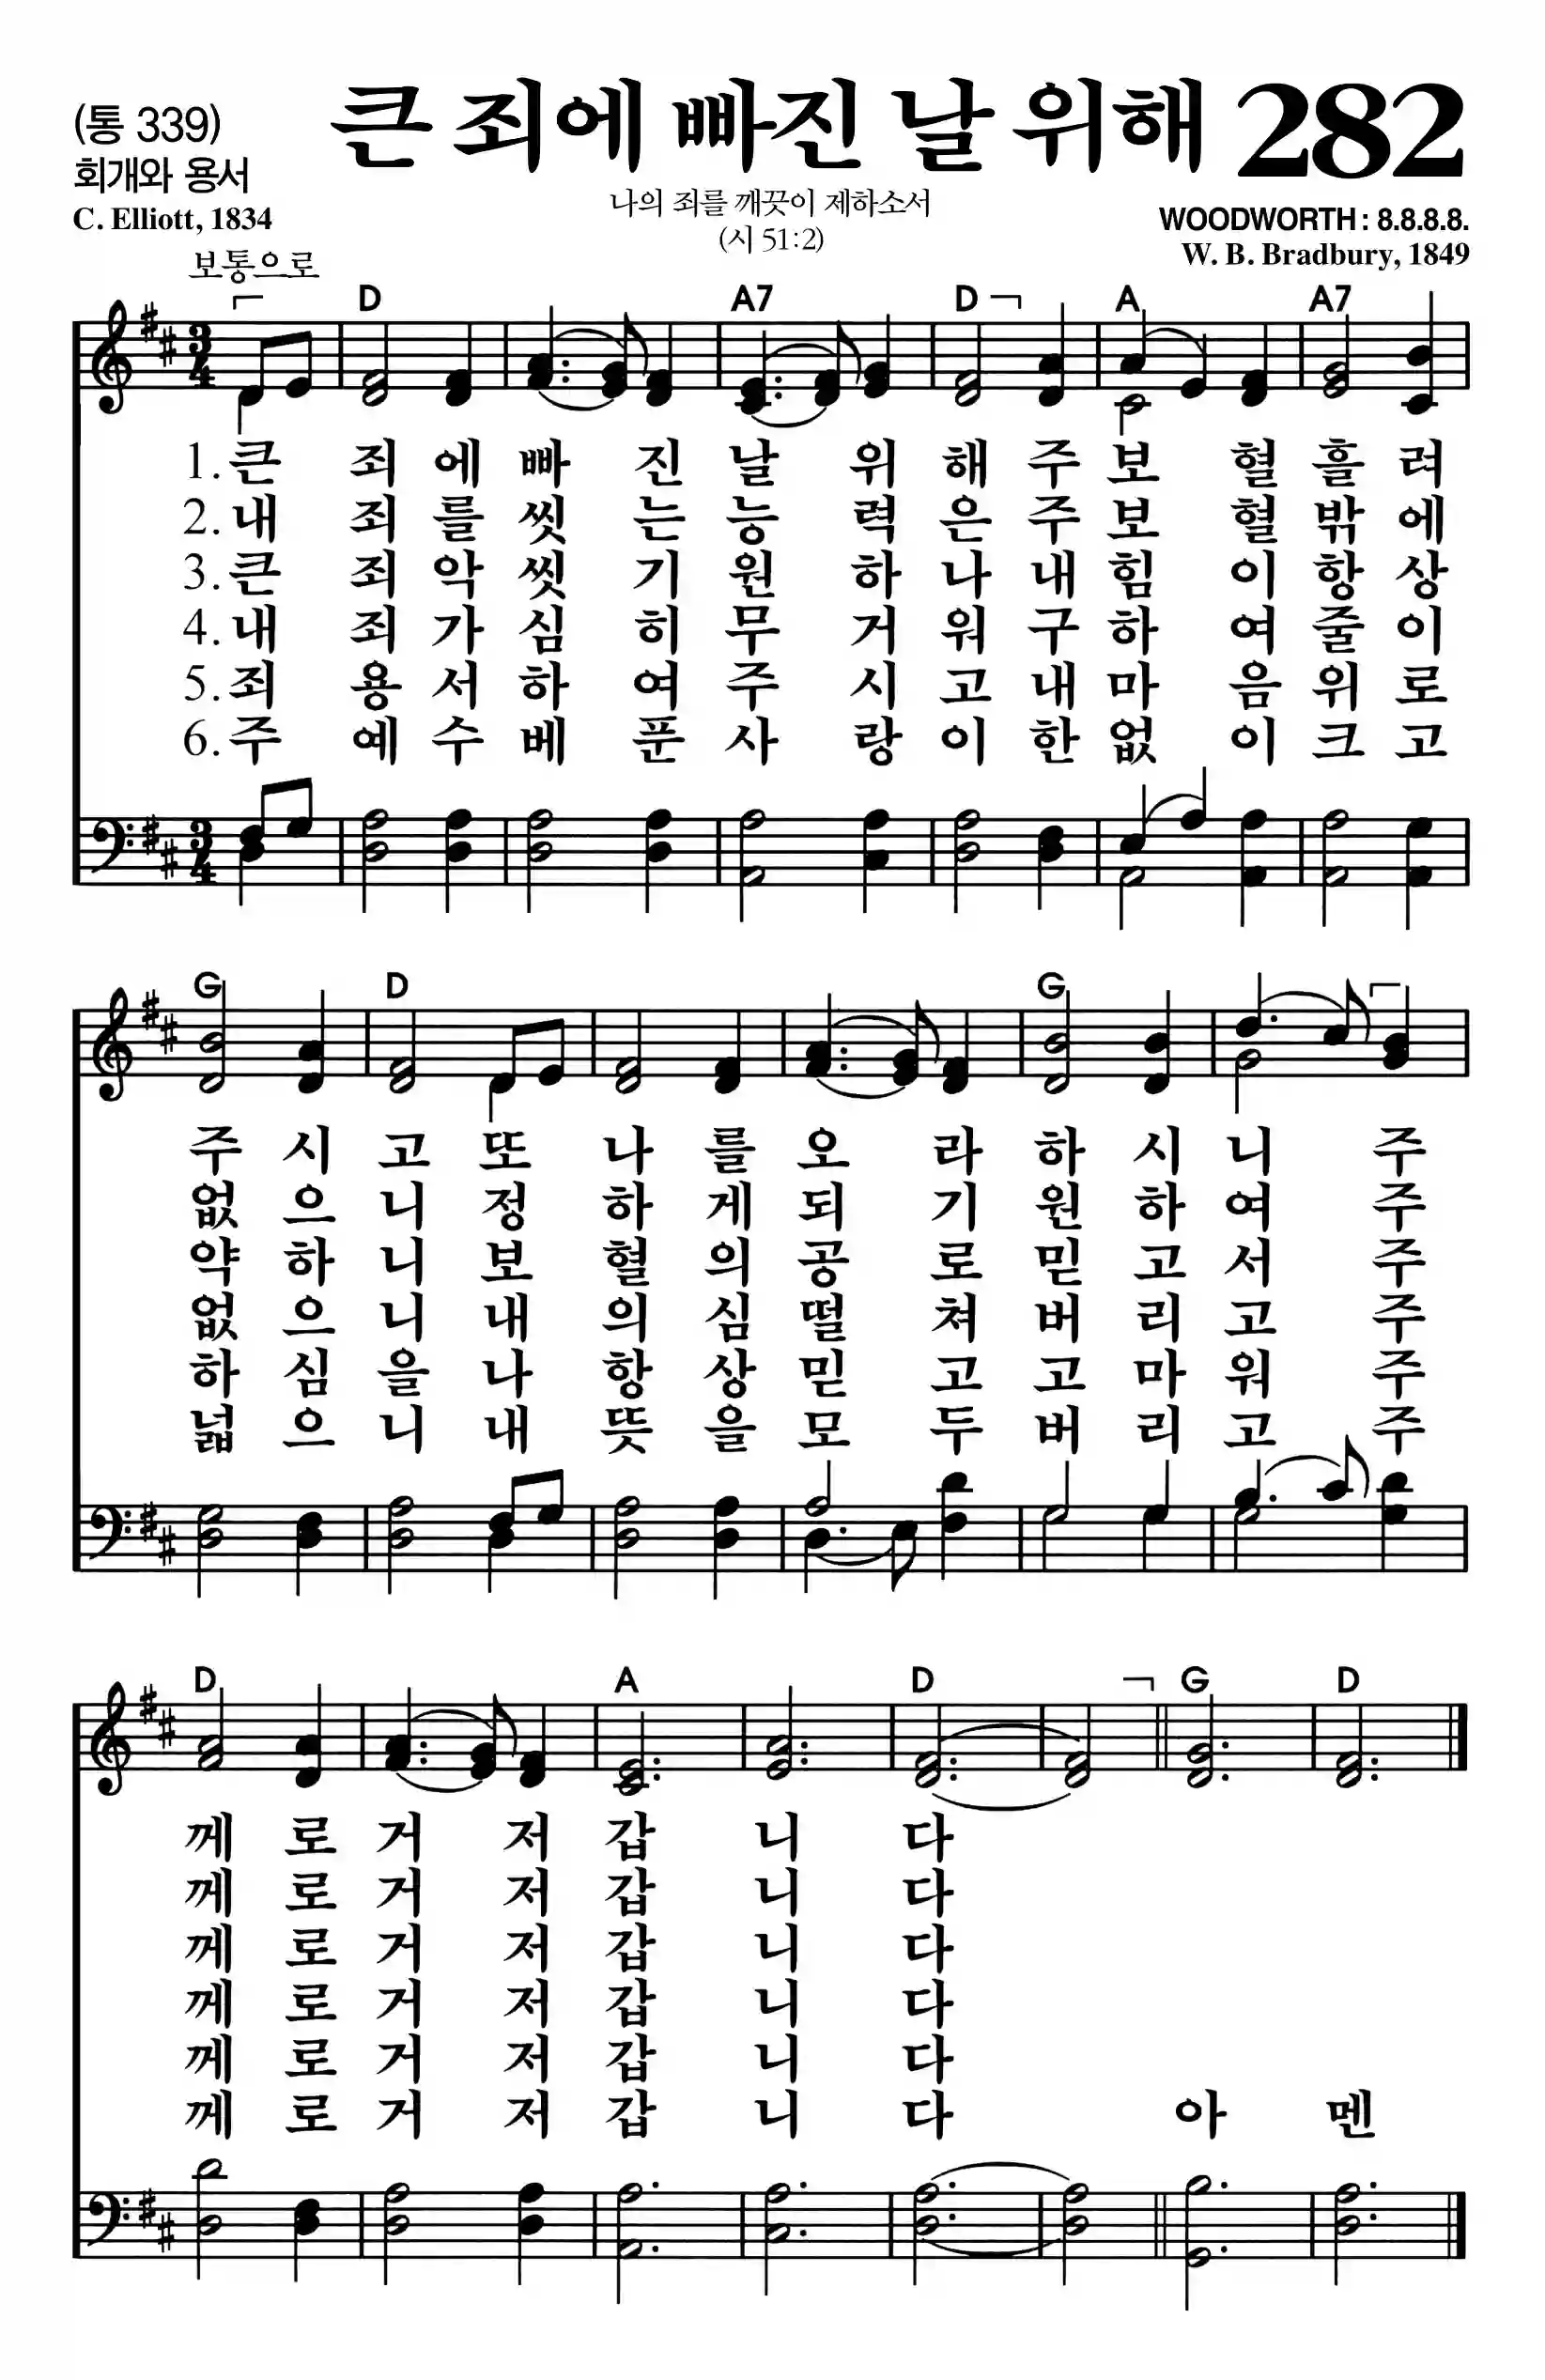 (통 339) 큰 죄에 빠진 날 위해 282
회개와 용서
나의 죄를 깨끗이 제하소서
C. Elliott, 1834
WOODWORTH : 8.8.8.8.
(시 51:2)
W. B. Bradbury, 1849
보통으로
D A7 D A A7
3 4
1. 큰 죄 에 빠 진 날 위 해 주 보 혈 흘 려
2. 내 죄 를 씻 는 능 력 은 주 보 혈 밖 에
3. 큰 죄 악 씻 기 원 하 나 내 힘 이 항 상
4. 내 죄 가 심 히 무 거 워 구 하 여 줄 이
5. 죄 용 서 하 여 주 시 고 내 마 음 위 로
6. 주 예 수 베 푼 사 랑 이 한 없 이 크 고
3 4
G D G
주 시 고 또 나 를 오 라 하 시 니 주
없 으 니 정 하 게 되 기 원 하 여 주
약 하 니 보 혈 의 공 로 믿 고 서 주
없 으 니 내 의 심 떨 쳐 버 리 고 주
하 심 을 나 항 상 믿 고 고 마 워 주
넓 으 니 내 뜻 을 모 두 버 리 고 주
D A D G D
께 로 거 저 갑 니 다
께 로 거 저 갑 니 다
께 로 거 저 갑 니 다
께 로 거 저 갑 니 다
께 로 거 저 갑 니 다
께 로 거 저 갑 니 다 아 멘